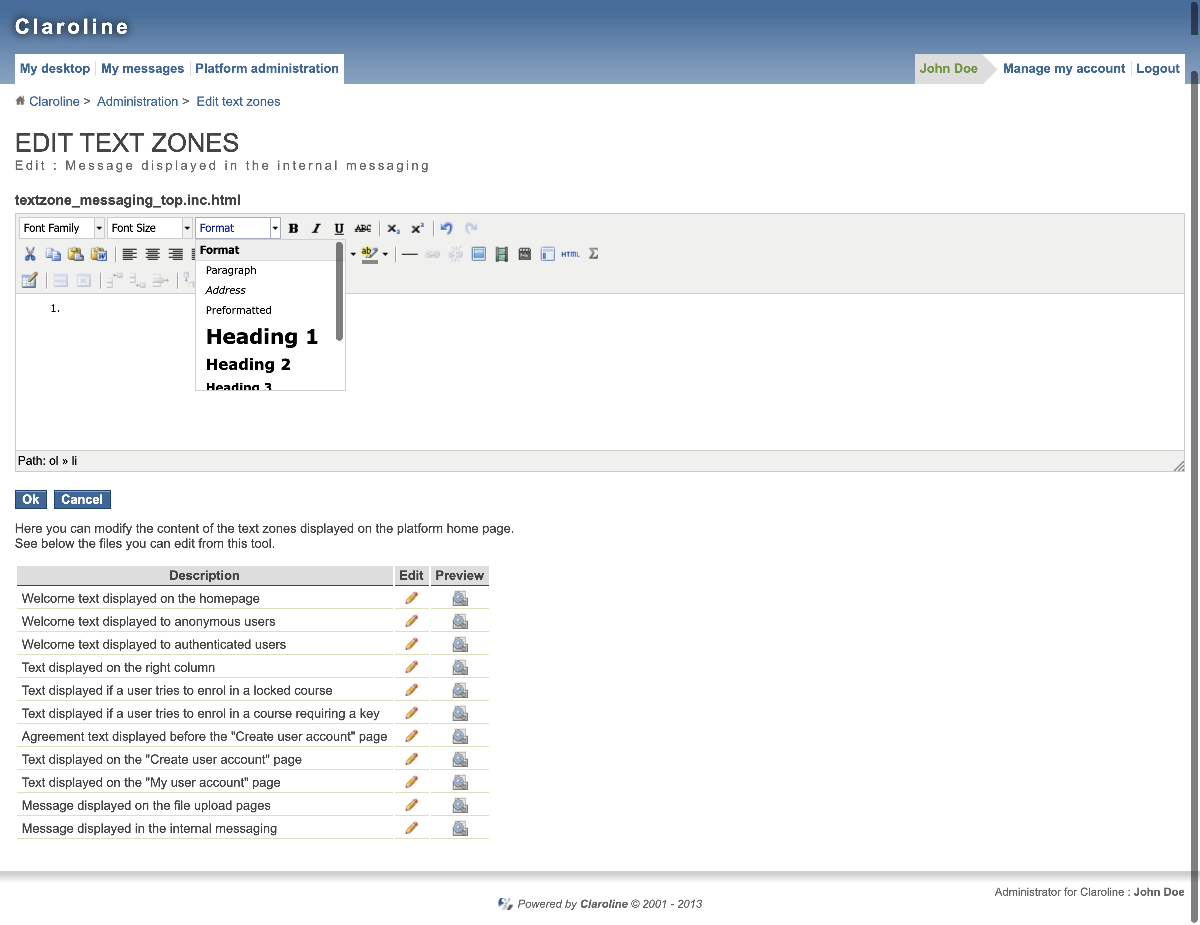 Claroline
My desktop My messages Platform administration John Doe Manage my account Logout
Claroline > Administration > Edit text zones
EDIT TEXT ZONES
Edit : Message displayed in the internal messaging
textzone_messaging_top.inc.html
Font Family Font Size Format B I U ABC x₂ x²
Format ab HTML Σ
Paragraph
Address
1. Preformatted
Heading 1
Heading 2
Heading 3
Path: ol » li
Ok Cancel
Here you can modify the content of the text zones displayed on the platform home page.
See below the files you can edit from this tool.
Description Edit Preview
Welcome text displayed on the homepage
Welcome text displayed to anonymous users
Welcome text displayed to authenticated users
Text displayed on the right column
Text displayed if a user tries to enrol in a locked course
Text displayed if a user tries to enrol in a course requiring a key
Agreement text displayed before the "Create user account" page
Text displayed on the "Create user account" page
Text displayed on the "My user account" page
Message displayed on the file upload pages
Message displayed in the internal messaging
Administrator for Claroline : John Doe
Powered by Claroline © 2001 - 2013